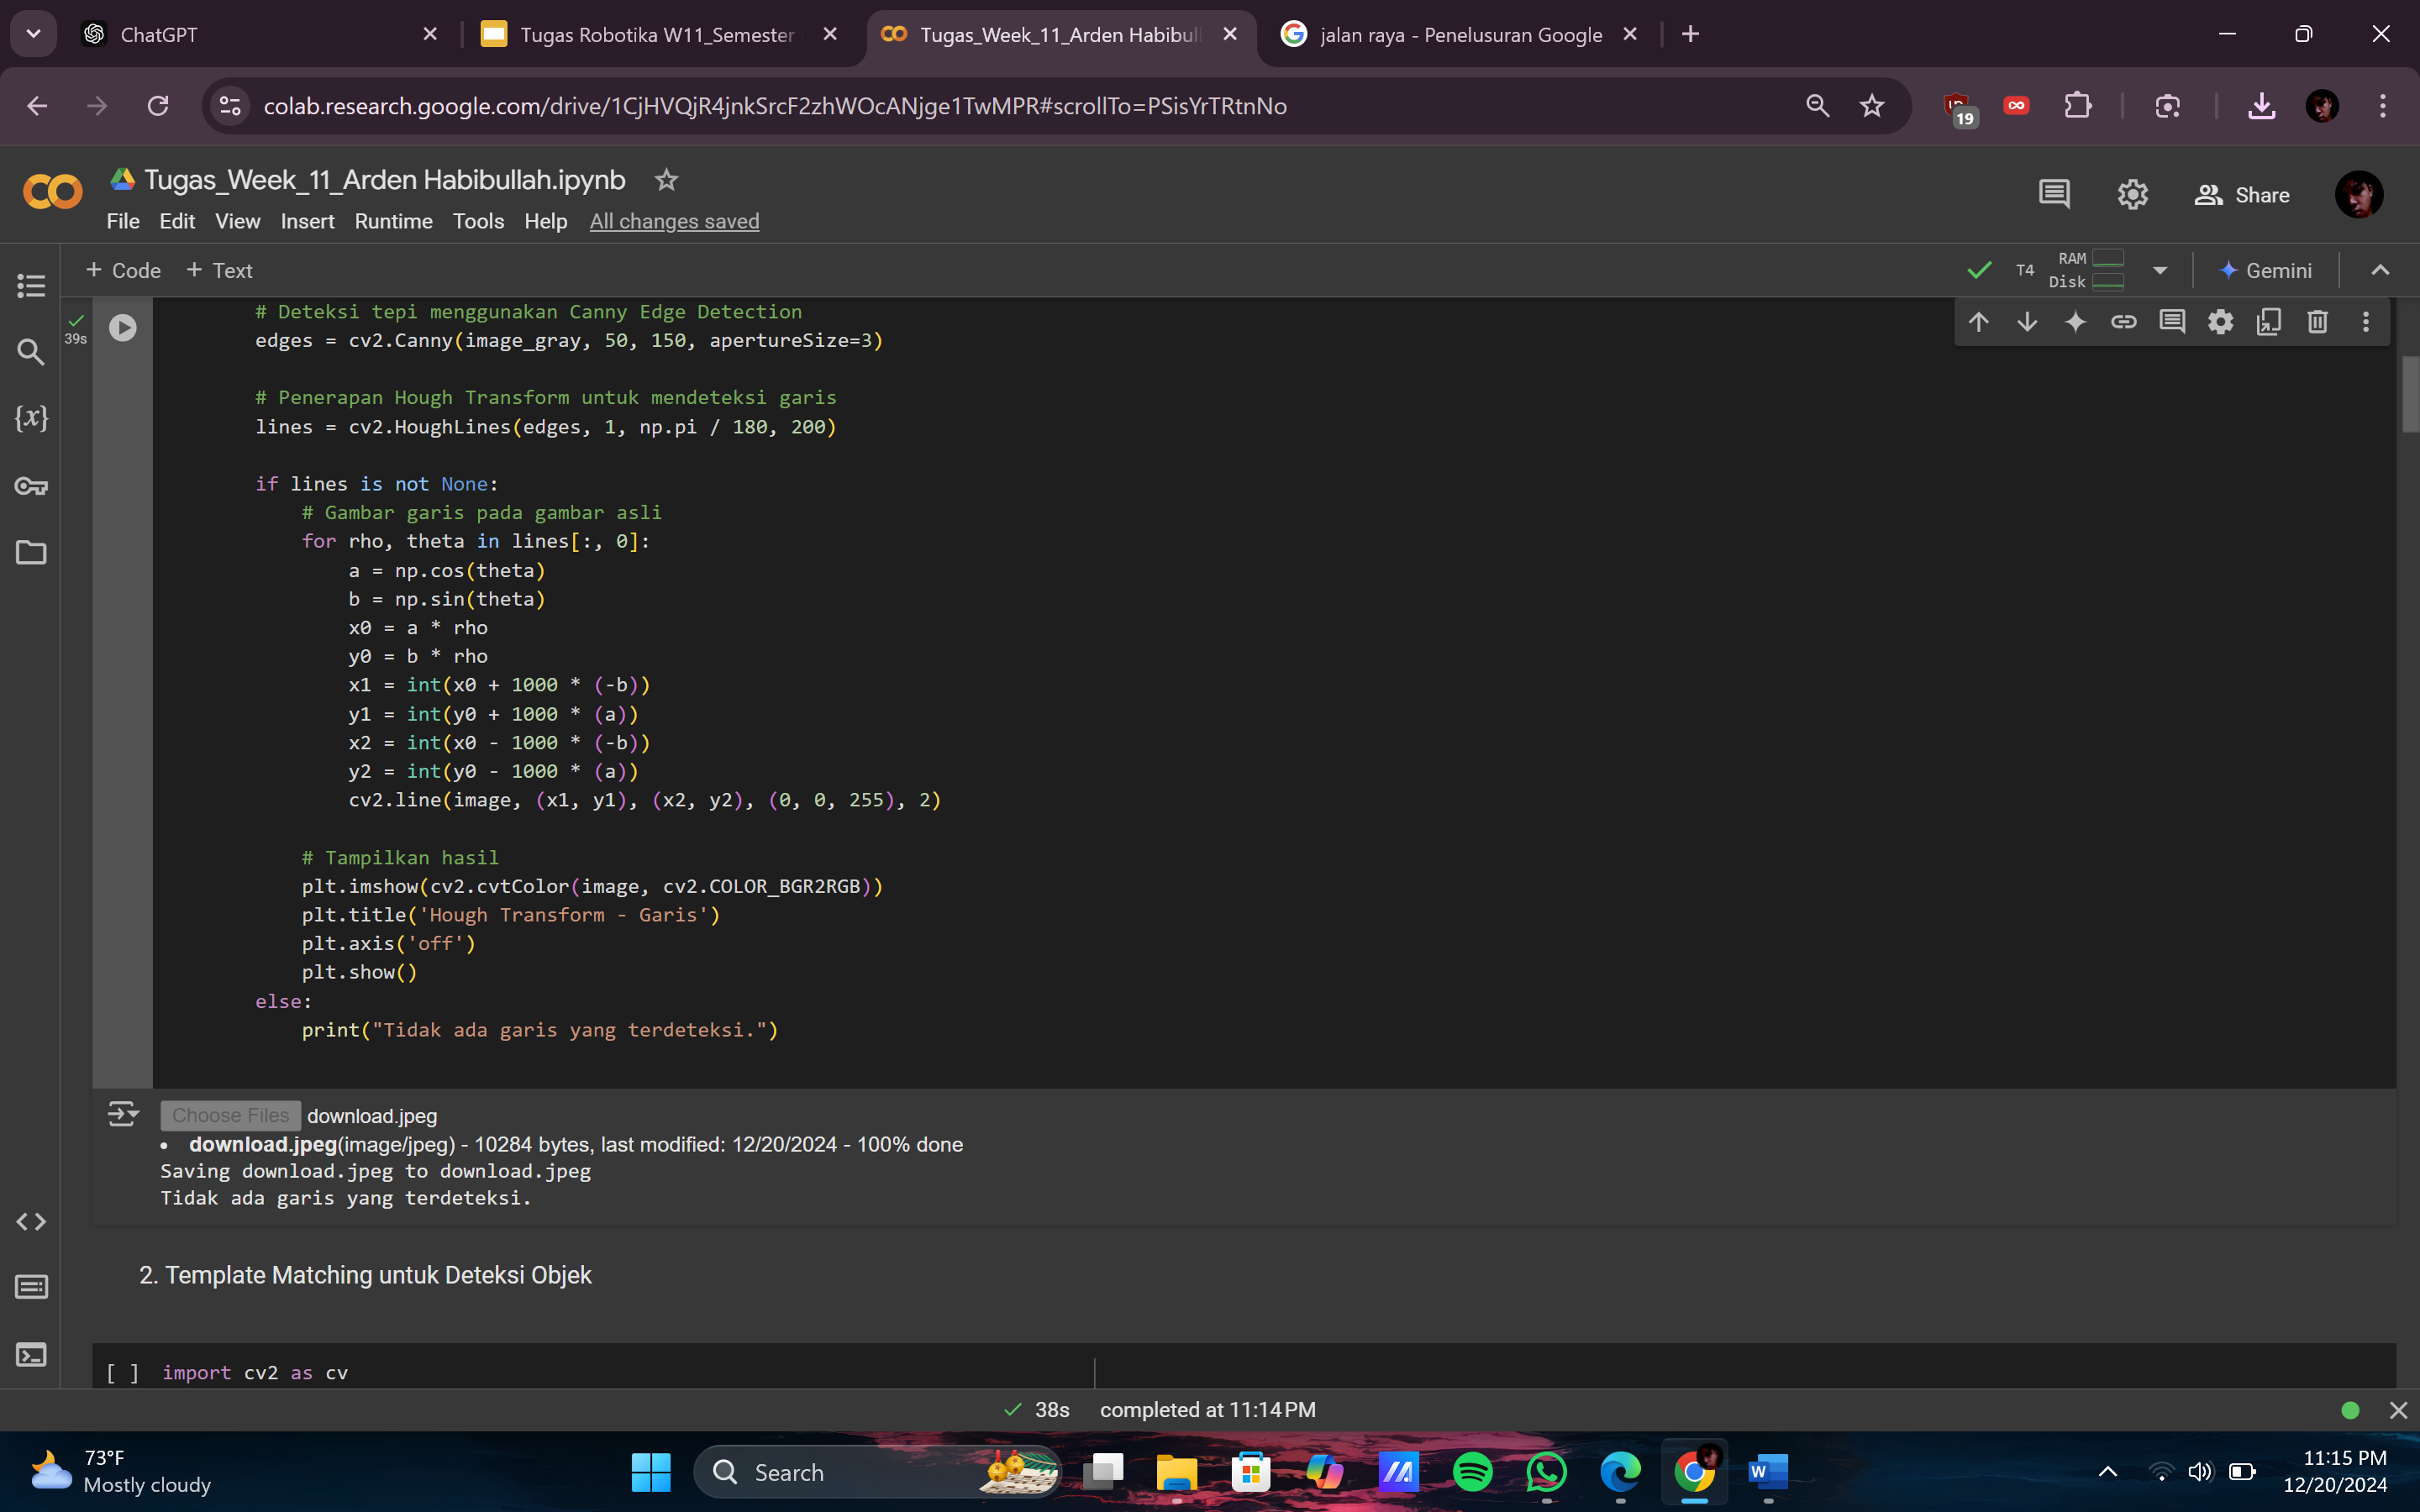 ChatGPT
Tugas Robotika W11_Semester
Tugas_Week_11_Arden Habibul
jalan raya - Penelusuran Google
colab.research.google.com/drive/1CjHVQjR4jnkSrcF2zhWOcANjge1TwMPR#scrollTo=PSisYrTRtnNo
19
CO
Tugas_Week_11_Arden Habibullah.ipynb
Share
File Edit View Insert Runtime Tools Help All changes saved
+ Code + Text
T4
RAM
Disk
Gemini
39s
# Deteksi tepi menggunakan Canny Edge Detection
edges = cv2.Canny(image_gray, 50, 150, apertureSize=3)
# Penerapan Hough Transform untuk mendeteksi garis
lines = cv2.HoughLines(edges, 1, np.pi / 180, 200)
if lines is not None:
# Gambar garis pada gambar asli
for rho, theta in lines[:, 0]:
a = np.cos(theta)
b = np.sin(theta)
x0 = a * rho
y0 = b * rho
x1 = int(x0 + 1000 * (-b))
y1 = int(y0 + 1000 * (a))
x2 = int(x0 - 1000 * (-b))
y2 = int(y0 - 1000 * (a))
cv2.line(image, (x1, y1), (x2, y2), (0, 0, 255), 2)
# Tampilkan hasil
plt.imshow(cv2.cvtColor(image, cv2.COLOR_BGR2RGB))
plt.title('Hough Transform - Garis')
plt.axis('off')
plt.show()
else:
print("Tidak ada garis yang terdeteksi.")
Choose Files download.jpeg
• download.jpeg(image/jpeg) - 10284 bytes, last modified: 12/20/2024 - 100% done
Saving download.jpeg to download.jpeg
Tidak ada garis yang terdeteksi.
2. Template Matching untuk Deteksi Objek
[ ] import cv2 as cv
38s completed at 11:14 PM
73°F
Mostly cloudy
Search
11:15 PM
12/20/2024